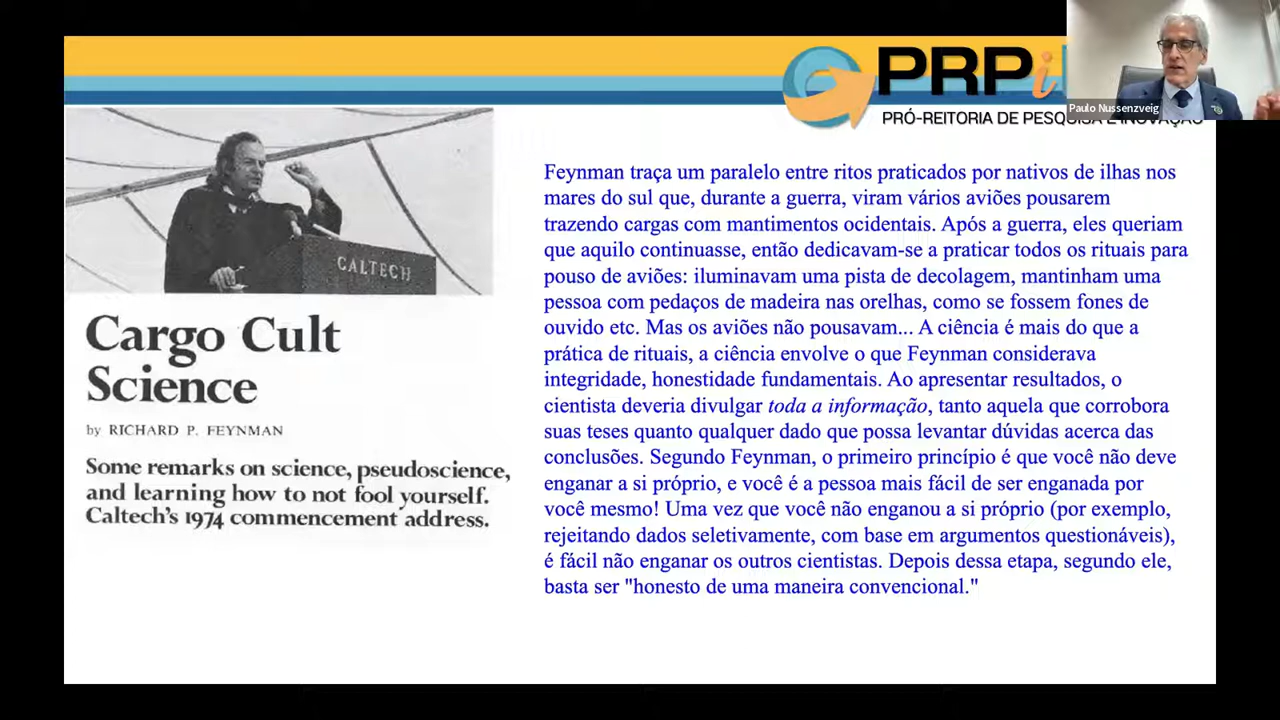 PRPi
PRÓ-REITORIA DE PESQUISA E INOVAÇÃO
Paulo Nussenzveig
CALTECH
Cargo Cult
Science
by RICHARD P. FEYNMAN
Some remarks on science, pseudoscience,
and learning how to not fool yourself.
Caltech's 1974 commencement address.
Feynman traça um paralelo entre ritos praticados por nativos de ilhas nos
mares do sul que, durante a guerra, viram vários aviões pousarem
trazendo cargas com mantimentos ocidentais. Após a guerra, eles queriam
que aquilo continuasse, então dedicavam-se a praticar todos os rituais para
pouso de aviões: iluminavam uma pista de decolagem, mantinham uma
pessoa com pedaços de madeira nas orelhas, como se fossem fones de
ouvido etc. Mas os aviões não pousavam... A ciência é mais do que a
prática de rituais, a ciência envolve o que Feynman considerava
integridade, honestidade fundamentais. Ao apresentar resultados, o
cientista deveria divulgar toda a informação, tanto aquela que corrobora
suas teses quanto qualquer dado que possa levantar dúvidas acerca das
conclusões. Segundo Feynman, o primeiro princípio é que você não deve
enganar a si próprio, e você é a pessoa mais fácil de ser enganada por
você mesmo! Uma vez que você não enganou a si próprio (por exemplo,
rejeitando dados seletivamente, com base em argumentos questionáveis),
é fácil não enganar os outros cientistas. Depois dessa etapa, segundo ele,
basta ser "honesto de uma maneira convencional."